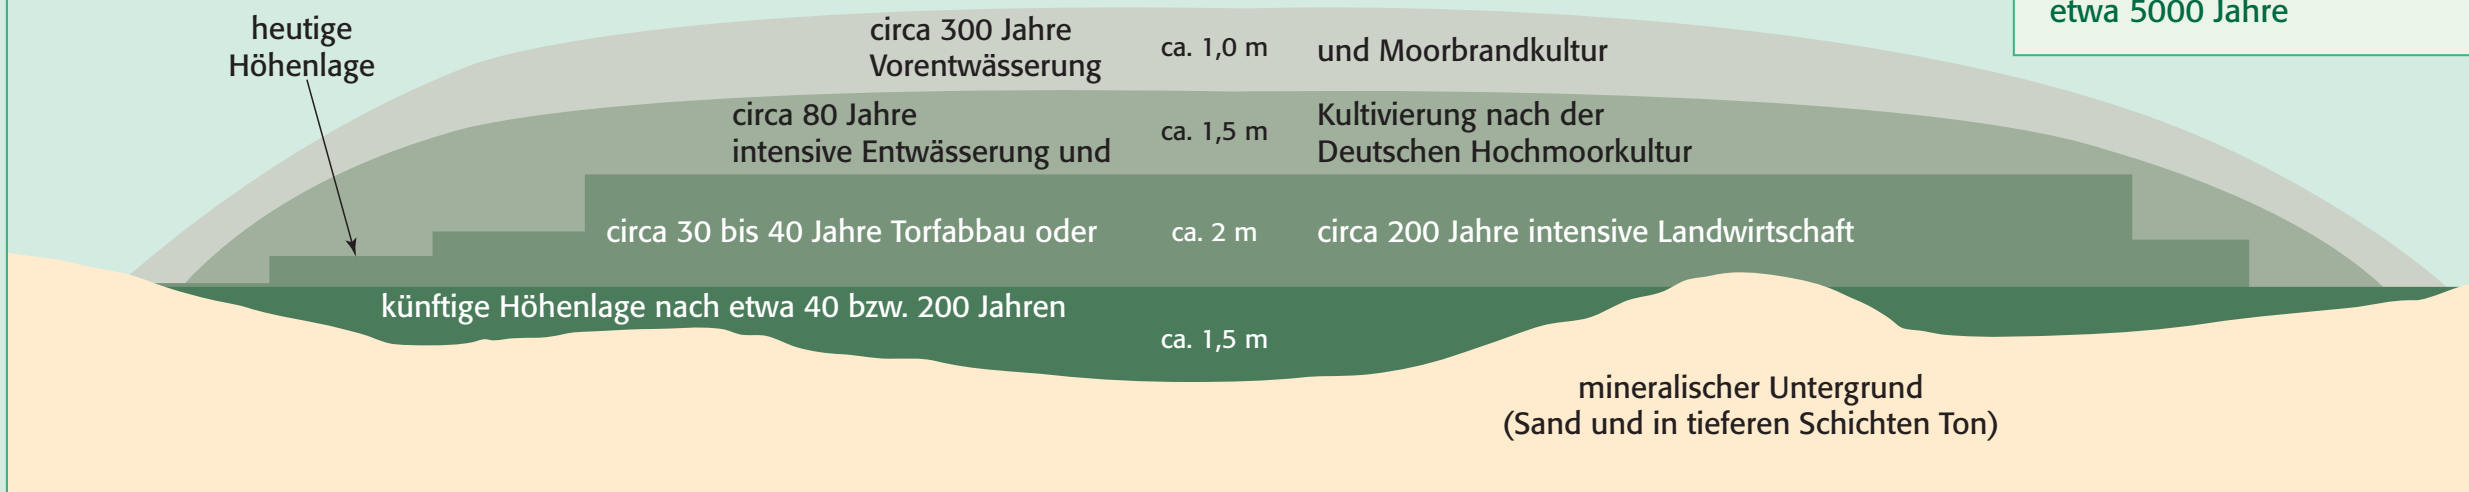 etwa 5000 Jahre
heutige
Höhenlage
circa 300 Jahre
Vorentwässerung
ca. 1,0 m
und Moorbrandkultur
circa 80 Jahre
intensive Entwässerung und
ca. 1,5 m
Kultivierung nach der
Deutschen Hochmoorkultur
circa 30 bis 40 Jahre Torfabbau oder
ca. 2 m
circa 200 Jahre intensive Landwirtschaft
künftige Höhenlage nach etwa 40 bzw. 200 Jahren
ca. 1,5 m
mineralischer Untergrund
(Sand und in tieferen Schichten Ton)